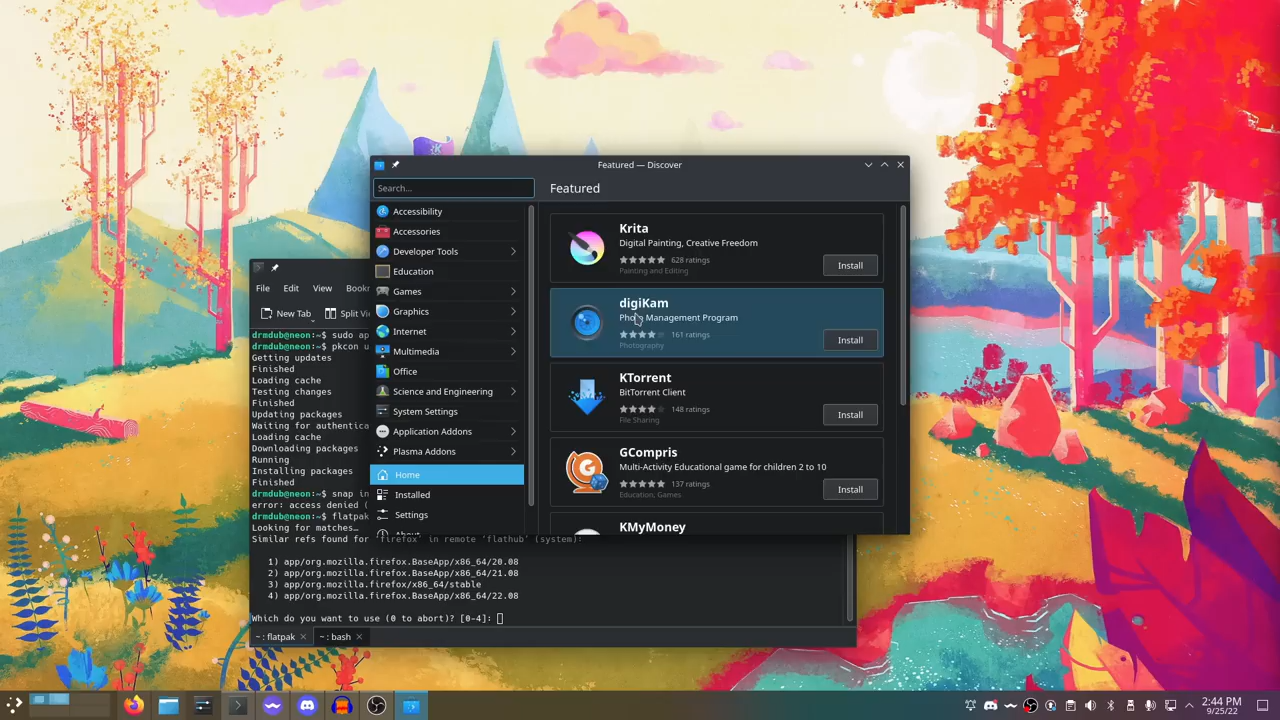 Featured — Discover
Search...
Featured
Accessibility
Accessories
Developer Tools
Education
Games
Graphics
Internet
Multimedia
Office
Science and Engineering
System Settings
Application Addons
Plasma Addons
Home
Installed
Settings
About
Krita
Digital Painting, Creative Freedom
628 ratings
Painting and Editing
Install
digiKam
Photo Management Program
161 ratings
Photography
Install
KTorrent
BitTorrent Client
148 ratings
File Sharing
Install
GCompris
Multi-Activity Educational game for children 2 to 10
137 ratings
Education, Games
Install
KMyMoney
File Edit View Bookr
New Tab Split Vi
drmdub@neon:~$ sudo ap
drmdub@neon:~$ pkcon u
Getting updates
Finished
Loading cache
Testing changes
Finished
Updating packages
Waiting for authentica
Loading cache
Downloading packages
Running
Installing packages
Finished
drmdub@neon:~$ snap in
error: access denied (
drmdub@neon:~$ flatpak
Looking for matches…
Similar refs found for 'firefox' in remote 'flathub' (system):
1) app/org.mozilla.firefox.BaseApp/x86_64/20.08
2) app/org.mozilla.firefox.BaseApp/x86_64/21.08
3) app/org.mozilla.firefox/x86_64/stable
4) app/org.mozilla.firefox.BaseApp/x86_64/22.08
Which do you want to use (0 to abort)? [0-4]:
~ : flatpak
~ : bash
2:44 PM
9/25/22